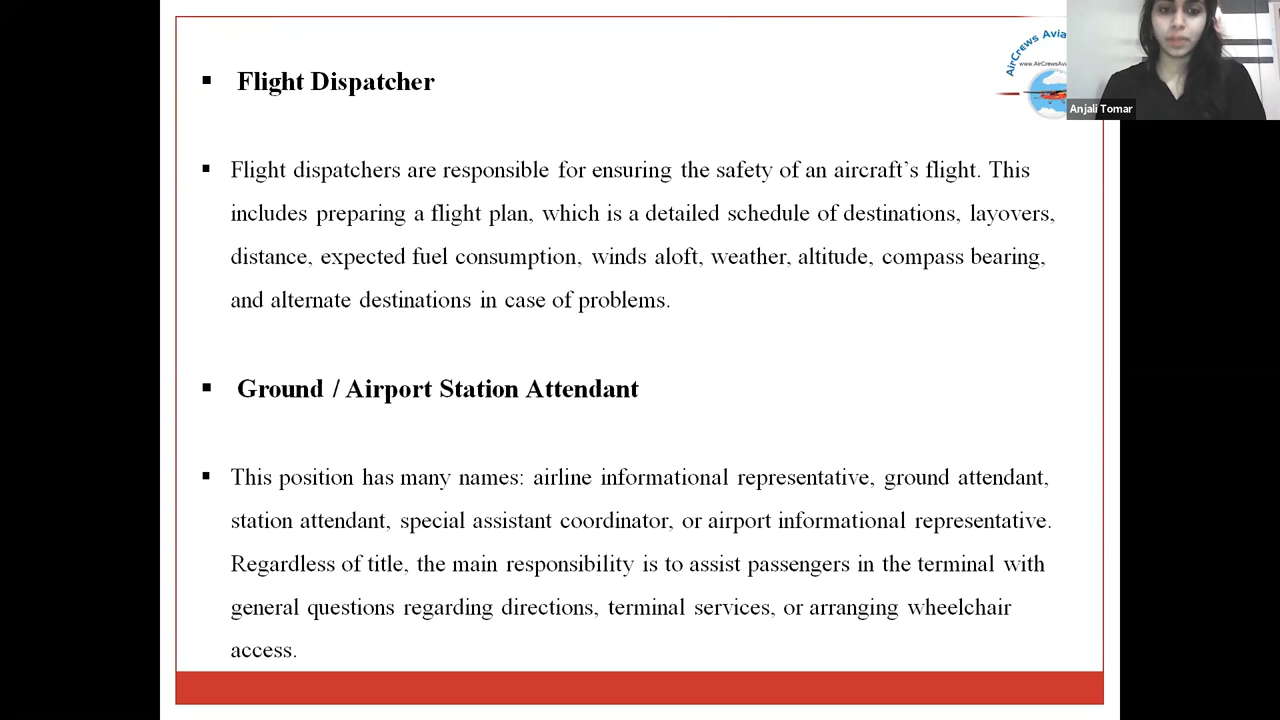 Flight Dispatcher
AirCrews Avia
www.AirCrewsAvi
Anjali Tomar
Flight dispatchers are responsible for ensuring the safety of an aircraft’s flight. This
includes preparing a flight plan, which is a detailed schedule of destinations, layovers,
distance, expected fuel consumption, winds aloft, weather, altitude, compass bearing,
and alternate destinations in case of problems.
Ground / Airport Station Attendant
This position has many names: airline informational representative, ground attendant,
station attendant, special assistant coordinator, or airport informational representative.
Regardless of title, the main responsibility is to assist passengers in the terminal with
general questions regarding directions, terminal services, or arranging wheelchair
access.